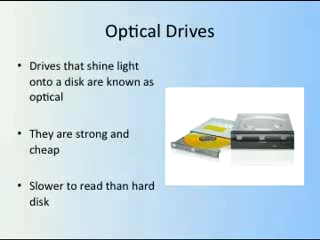 Optical Drives
• Drives that shine light
onto a disk are known as
optical
• They are strong and
cheap
• Slower to read than hard
disk